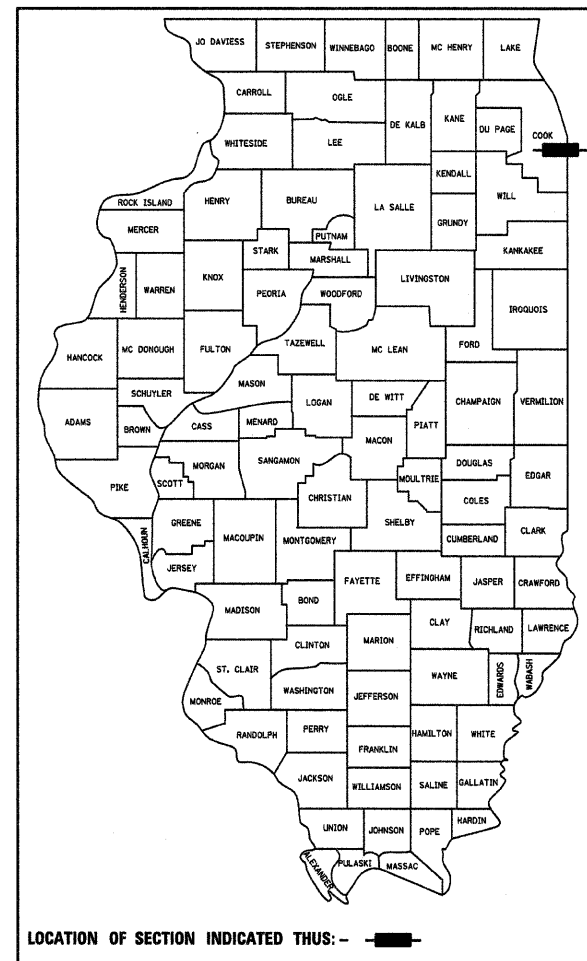 JO DAVIESS STEPHENSON WINNEBAGO BOONE MC HENRY LAKE
CARROLL OGLE DE KALB KANE DU PAGE COOK
WHITESIDE LEE
KENDALL WILL
ROCK ISLAND HENRY BUREAU LA SALLE GRUNDY
MERCER PUTNAM
STARK MARSHALL KANKAKEE
HENDERSON WARREN KNOX PEORIA WOODFORD LIVINGSTON IROQUOIS
FORD
HANCOCK MC DONOUGH FULTON TAZEWELL MC LEAN
MASON
SCHUYLER LOGAN DE WITT CHAMPAIGN VERMILION
ADAMS BROWN CASS MENARD MACON PIATT
MORGAN SANGAMON DOUGLAS EDGAR
PIKE SCOTT CHRISTIAN MOULTRIE COLES
GREENE MACOUPIN MONTGOMERY SHELBY CUMBERLAND CLARK
CALHOUN JERSEY FAYETTE EFFINGHAM JASPER CRAWFORD
MADISON BOND
CLAY RICHLAND LAWRENCE
CLINTON MARION
ST. CLAIR WAYNE EDWARDS WABASH
MONROE WASHINGTON JEFFERSON
RANDOLPH PERRY HAMILTON WHITE
FRANKLIN
JACKSON WILLIAMSON SALINE GALLATIN
UNION JOHNSON POPE HARDIN
ALEXANDER PULASKI MASSAC
LOCATION OF SECTION INDICATED THUS: -